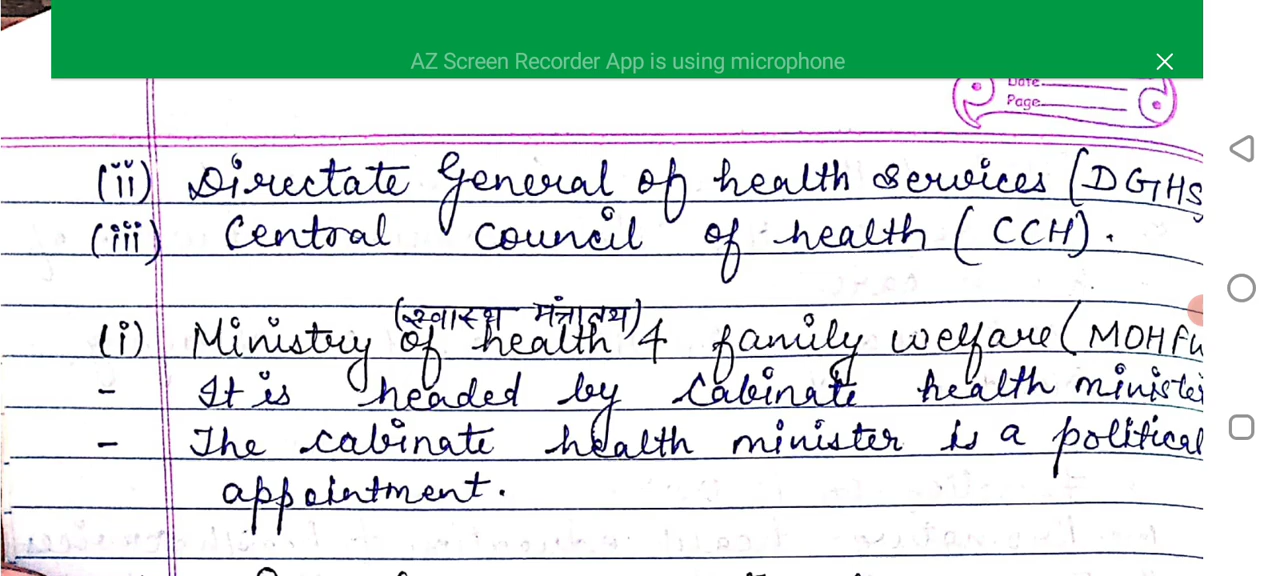 AZ Screen Recorder App is using microphone
Date
Page
(ii) Directate General of health services (DGHS
(iii) Central council of health (CCH).
(स्वास्थ मंत्रालय)
(i) Ministry of health & family welfare (MOHFW
- It is headed by Cabinate health minister
- The cabinate health minister is a political
appointment.